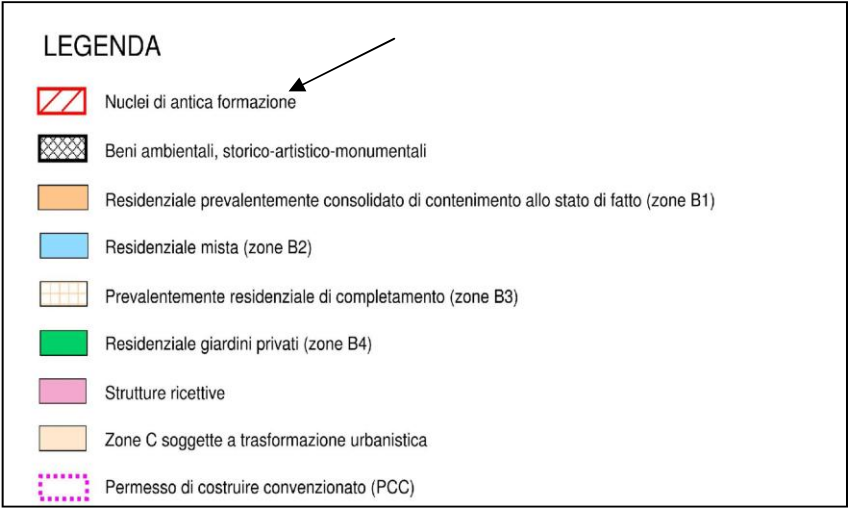 LEGENDA
Nuclei di antica formazione
Beni ambientali, storico-artistico-monumentali
Residenziale prevalentemente consolidato di contenimento allo stato di fatto (zone B1)
Residenziale mista (zone B2)
Prevalentemente residenziale di completamento (zone B3)
Residenziale giardini privati (zone B4)
Strutture ricettive
Zone C soggette a trasformazione urbanistica
Permesso di costruire convenzionato (PCC)